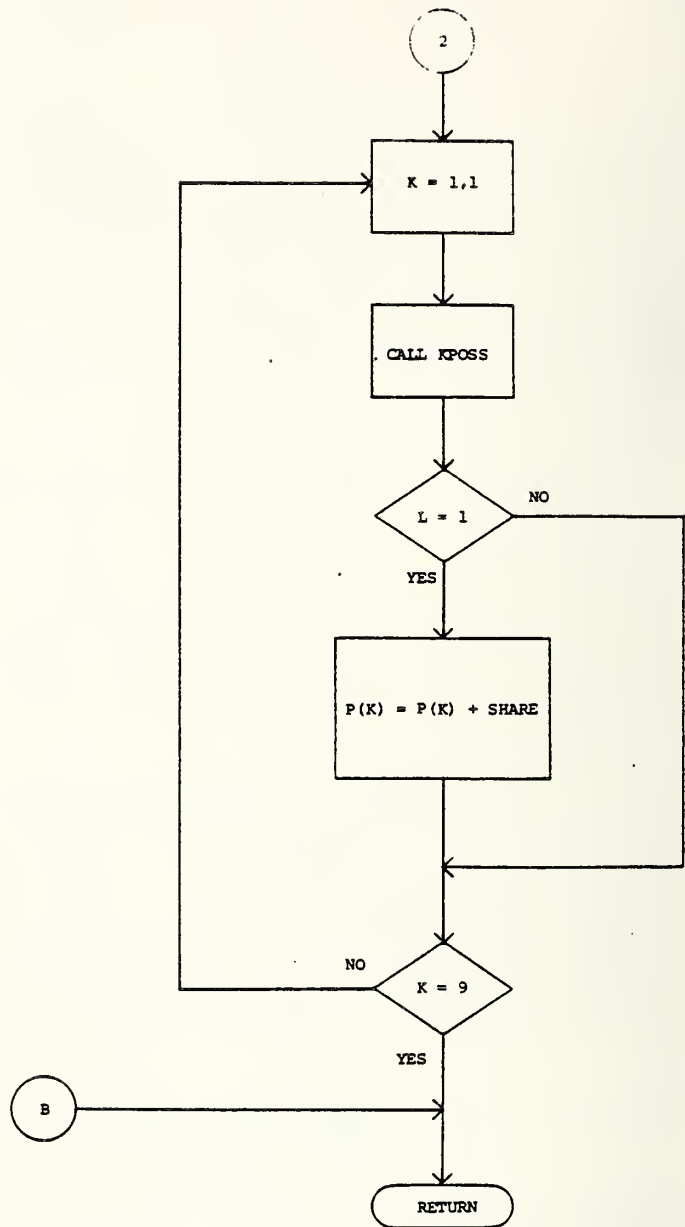 2
K = 1,1
CALL KPOSS
L = 1
NO
YES
P(K) = P(K) + SHARE
NO
K = 9
YES
B
RETURN